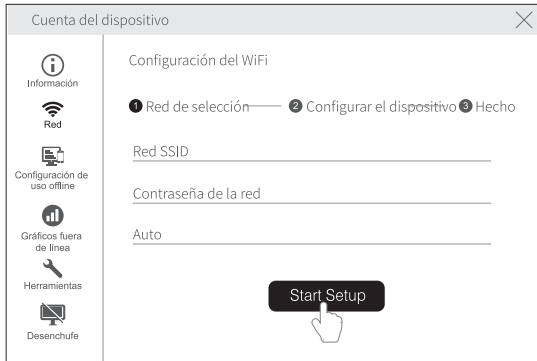 Cuenta del dispositivo
Información
Red
Configuración de
uso offline
Gráficos fuera
de línea
Herramientas
Desenchufe
Configuración del WiFi
1 Red de selección 2 Configurar el dispositivo 3 Hecho
Red SSID
Contraseña de la red
Auto
Start Setup